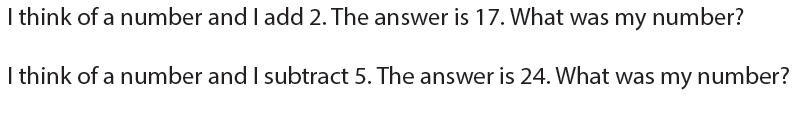 I think of a number and I add 2. The answer is 17. What was my number?
I think of a number and I subtract 5. The answer is 24. What was my number?